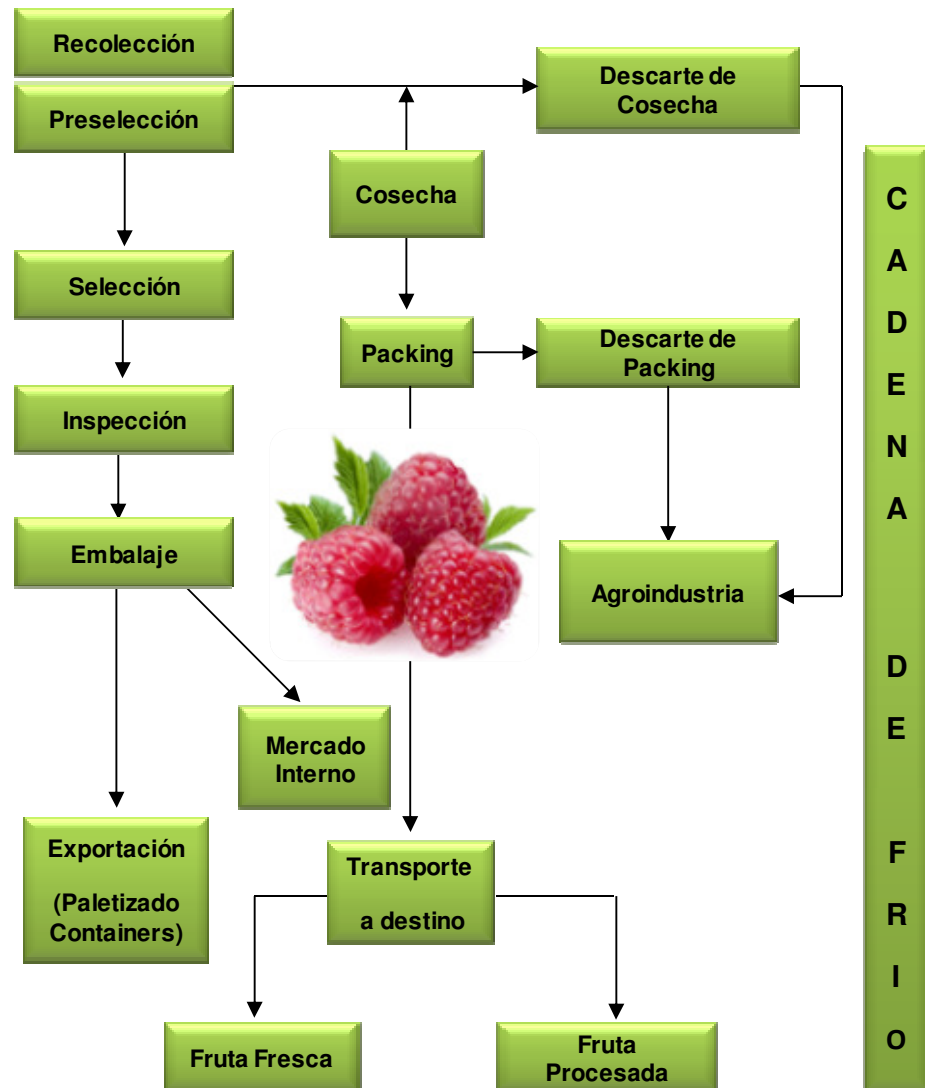 Recolección
Preselección
Descarte de
Cosecha
Cosecha
Selección
Packing
Descarte de
Packing
Inspección
Embalaje
Agroindustria
Mercado
Interno
Exportación
(Paletizado
Containers)
Transporte
a destino
Fruta Fresca
Fruta
Procesada
C
A
D
E
N
A
D
E
F
R
I
O